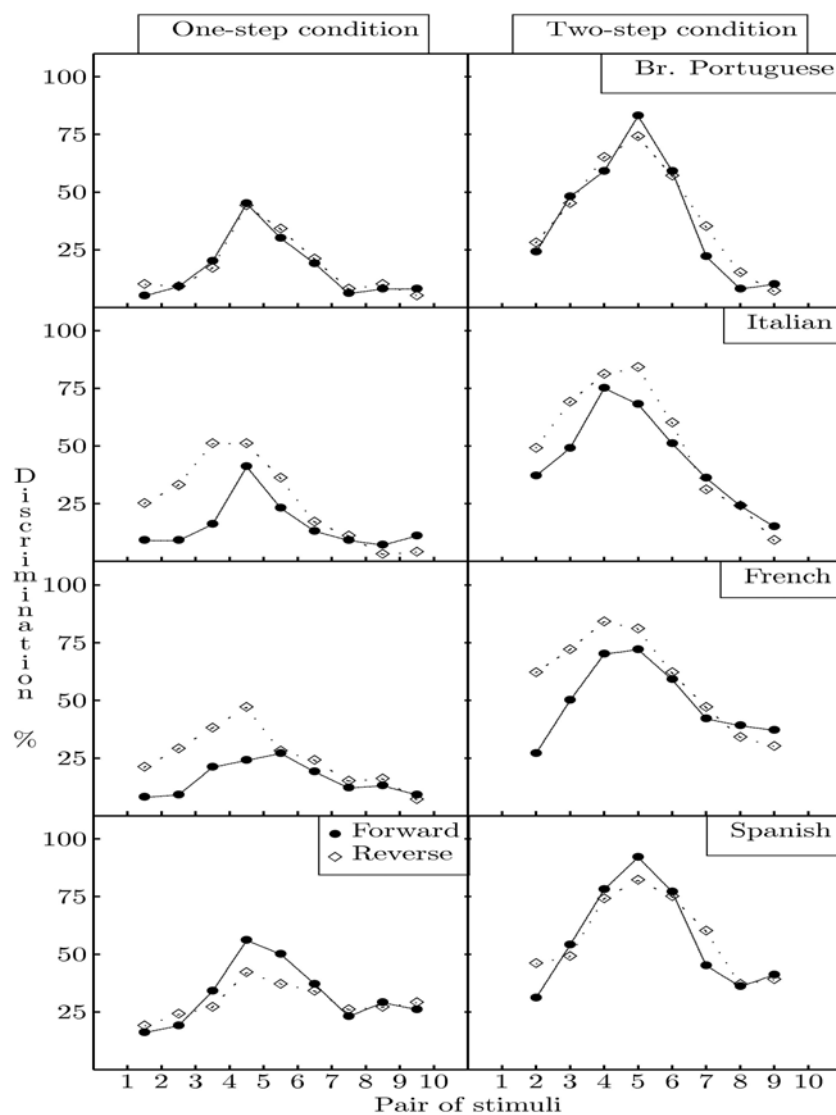 One-step condition
Two-step condition
100
75
50
25
Br. Portuguese
100
75
50
25
Italian
100
75
50
25
French
100
75
50
25
Forward
Reverse
Spanish
Discrimination %
1 2 3 4 5 6 7 8 9 10
1 2 3 4 5 6 7 8 9 10
Pair of stimuli